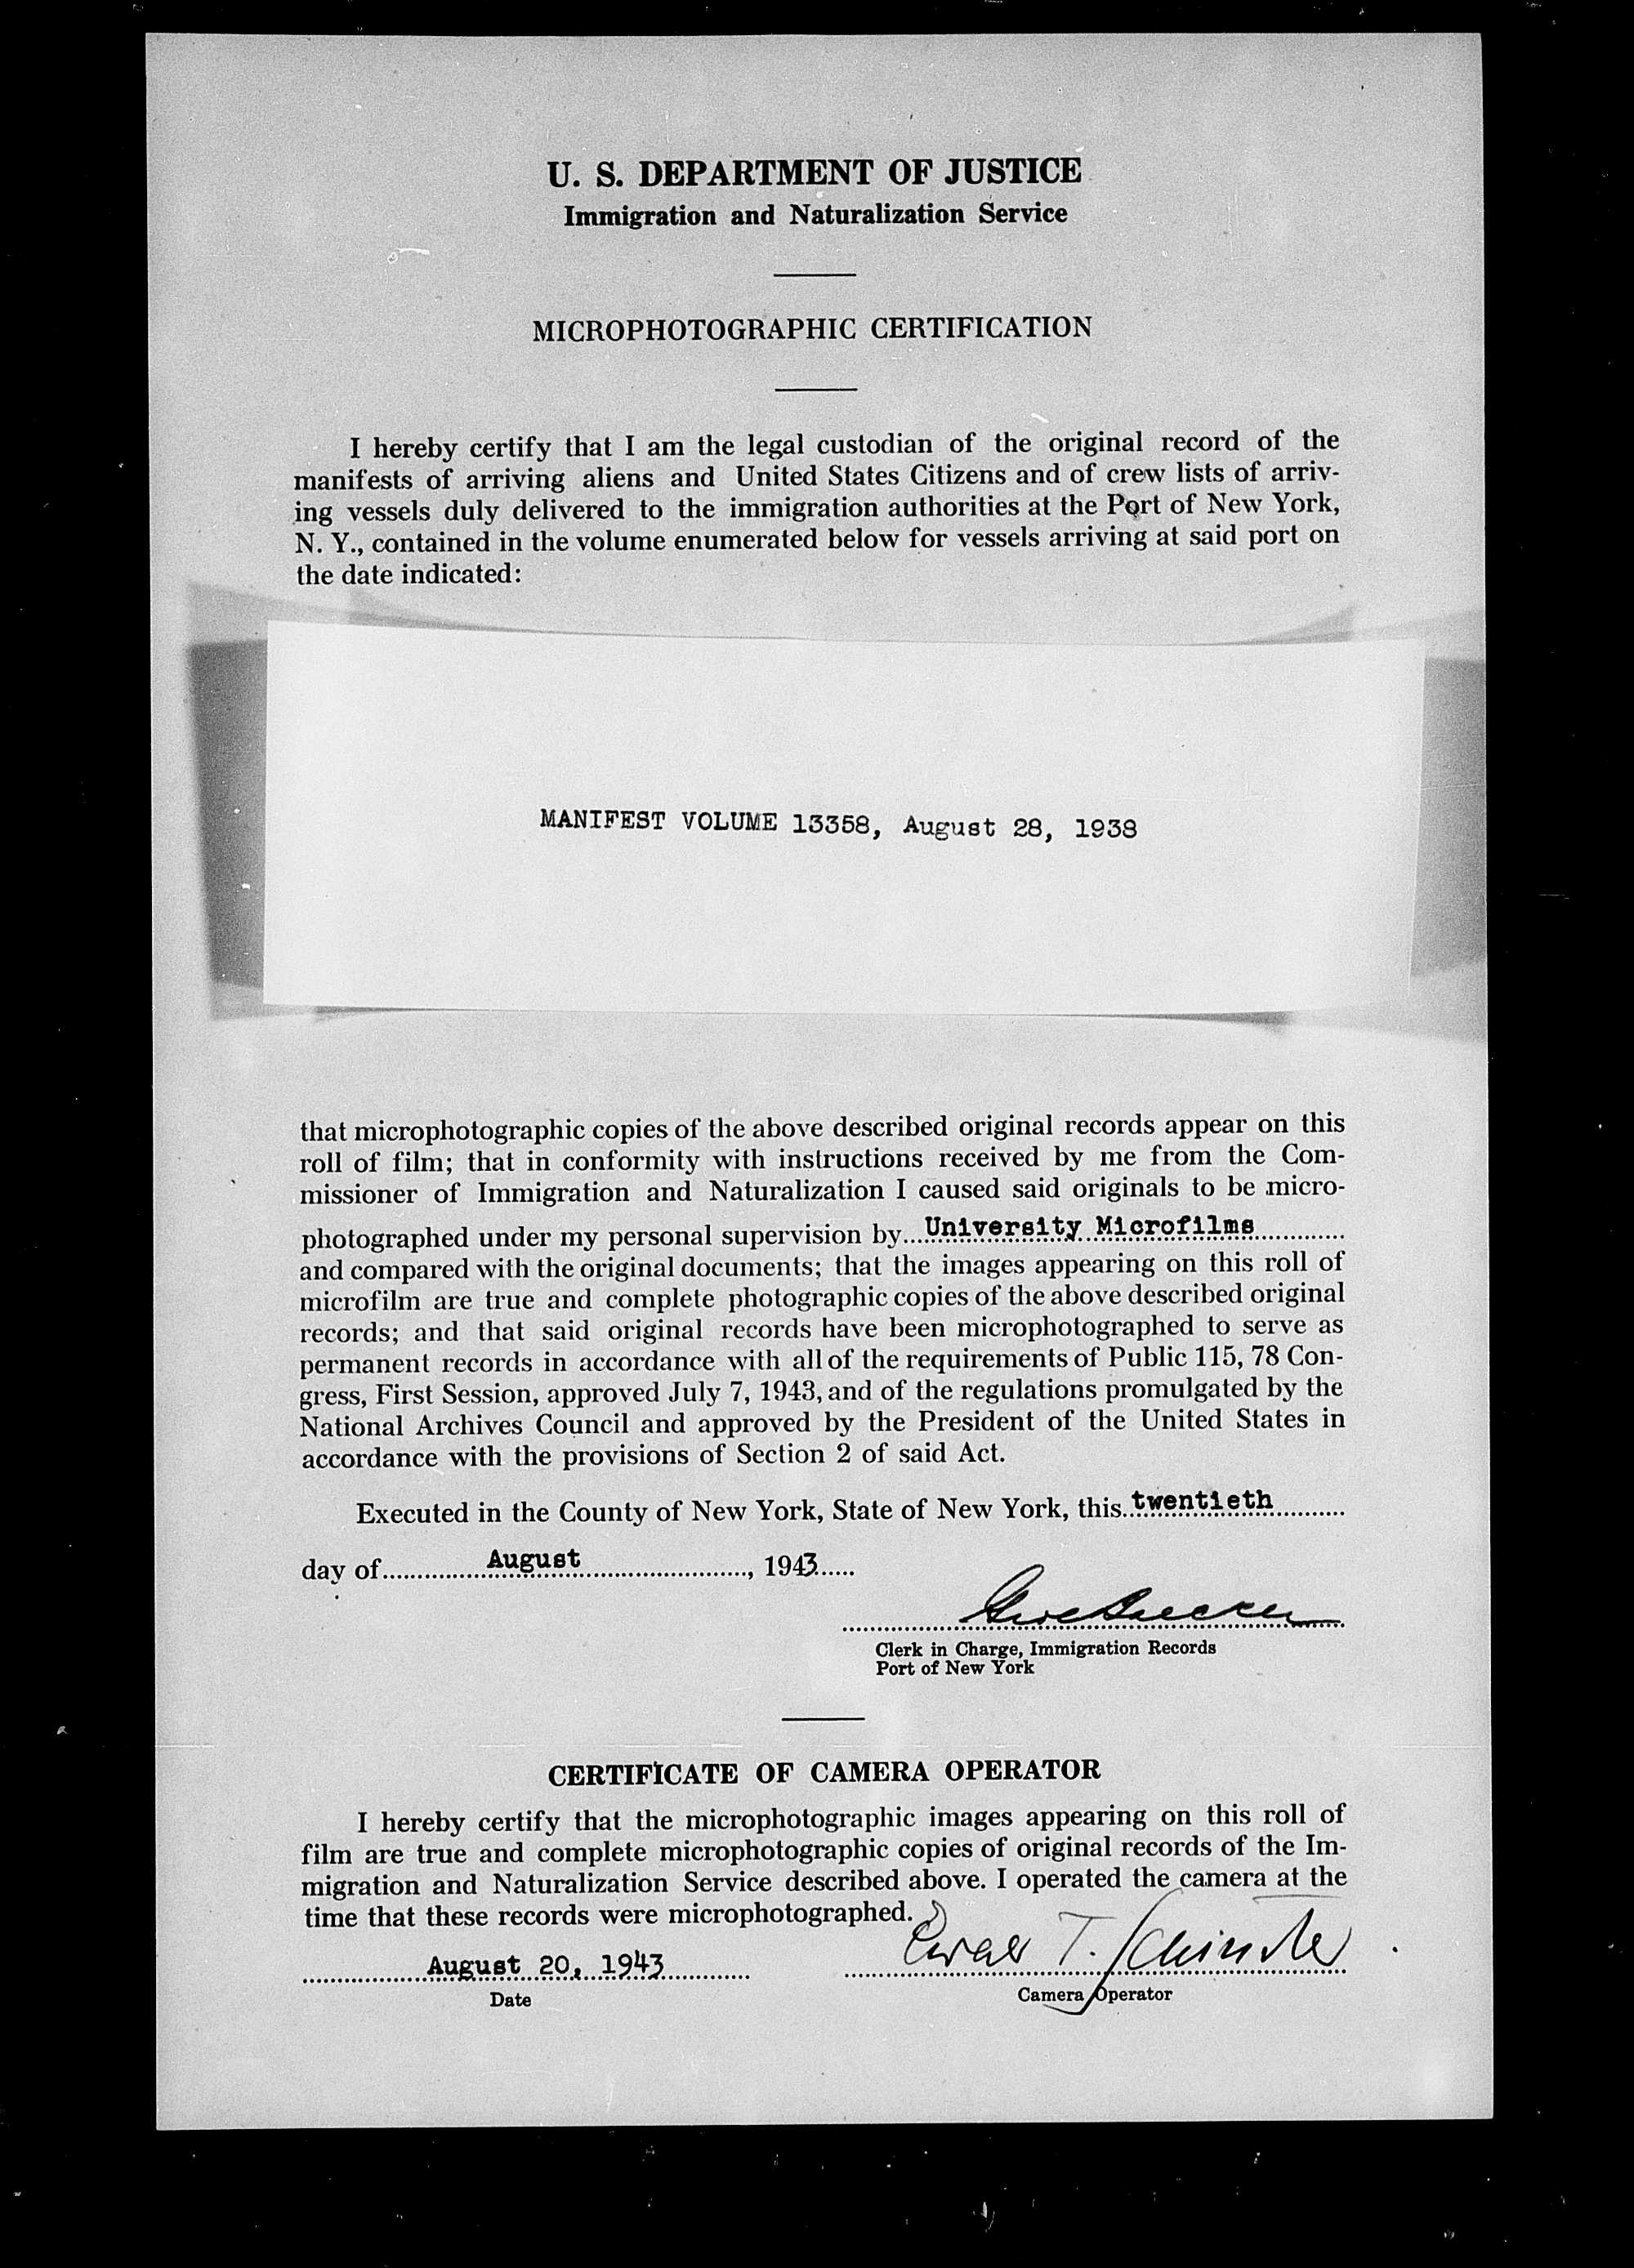 U. S. DEPARTMENT OF JUSTICE
Immigration and Naturalization Service
MICROPHOTOGRAPHIC CERTIFICATION
I hereby certify that I am the legal custodian of the original record of the
manifests of arriving aliens and United States Citizens and of crew lists of arriv-
ing vessels duly delivered to the immigration authorities at the Port of New York,
N. Y., contained in the volume enumerated below for vessels arriving at said port on
the date indicated:
MANIFEST VOLUME 13358, August 28, 1938
that microphotographic copies of the above described original records appear on this
roll of film; that in conformity with instructions received by me from the Com-
missioner of Immigration and Naturalization I caused said originals to be micro-
photographed under my personal supervision by University Microfilms
and compared with the original documents; that the images appearing on this roll of
microfilm are true and complete photographic copies of the above described original
records; and that said original records have been microphotographed to serve as
permanent records in accordance with all of the requirements of Public 115, 78 Con-
gress, First Session, approved July 7, 1943, and of the regulations promulgated by the
National Archives Council and approved by the President of the United States in
accordance with the provisions of Section 2 of said Act.
Executed in the County of New York, State of New York, this twentieth
day of August, 1943
Clerk in Charge, Immigration Records
Port of New York
CERTIFICATE OF CAMERA OPERATOR
I hereby certify that the microphotographic images appearing on this roll of
film are true and complete microphotographic copies of original records of the Im-
migration and Naturalization Service described above. I operated the camera at the
time that these records were microphotographed.
August 20, 1943
T. Schindler
Date
Camera Operator